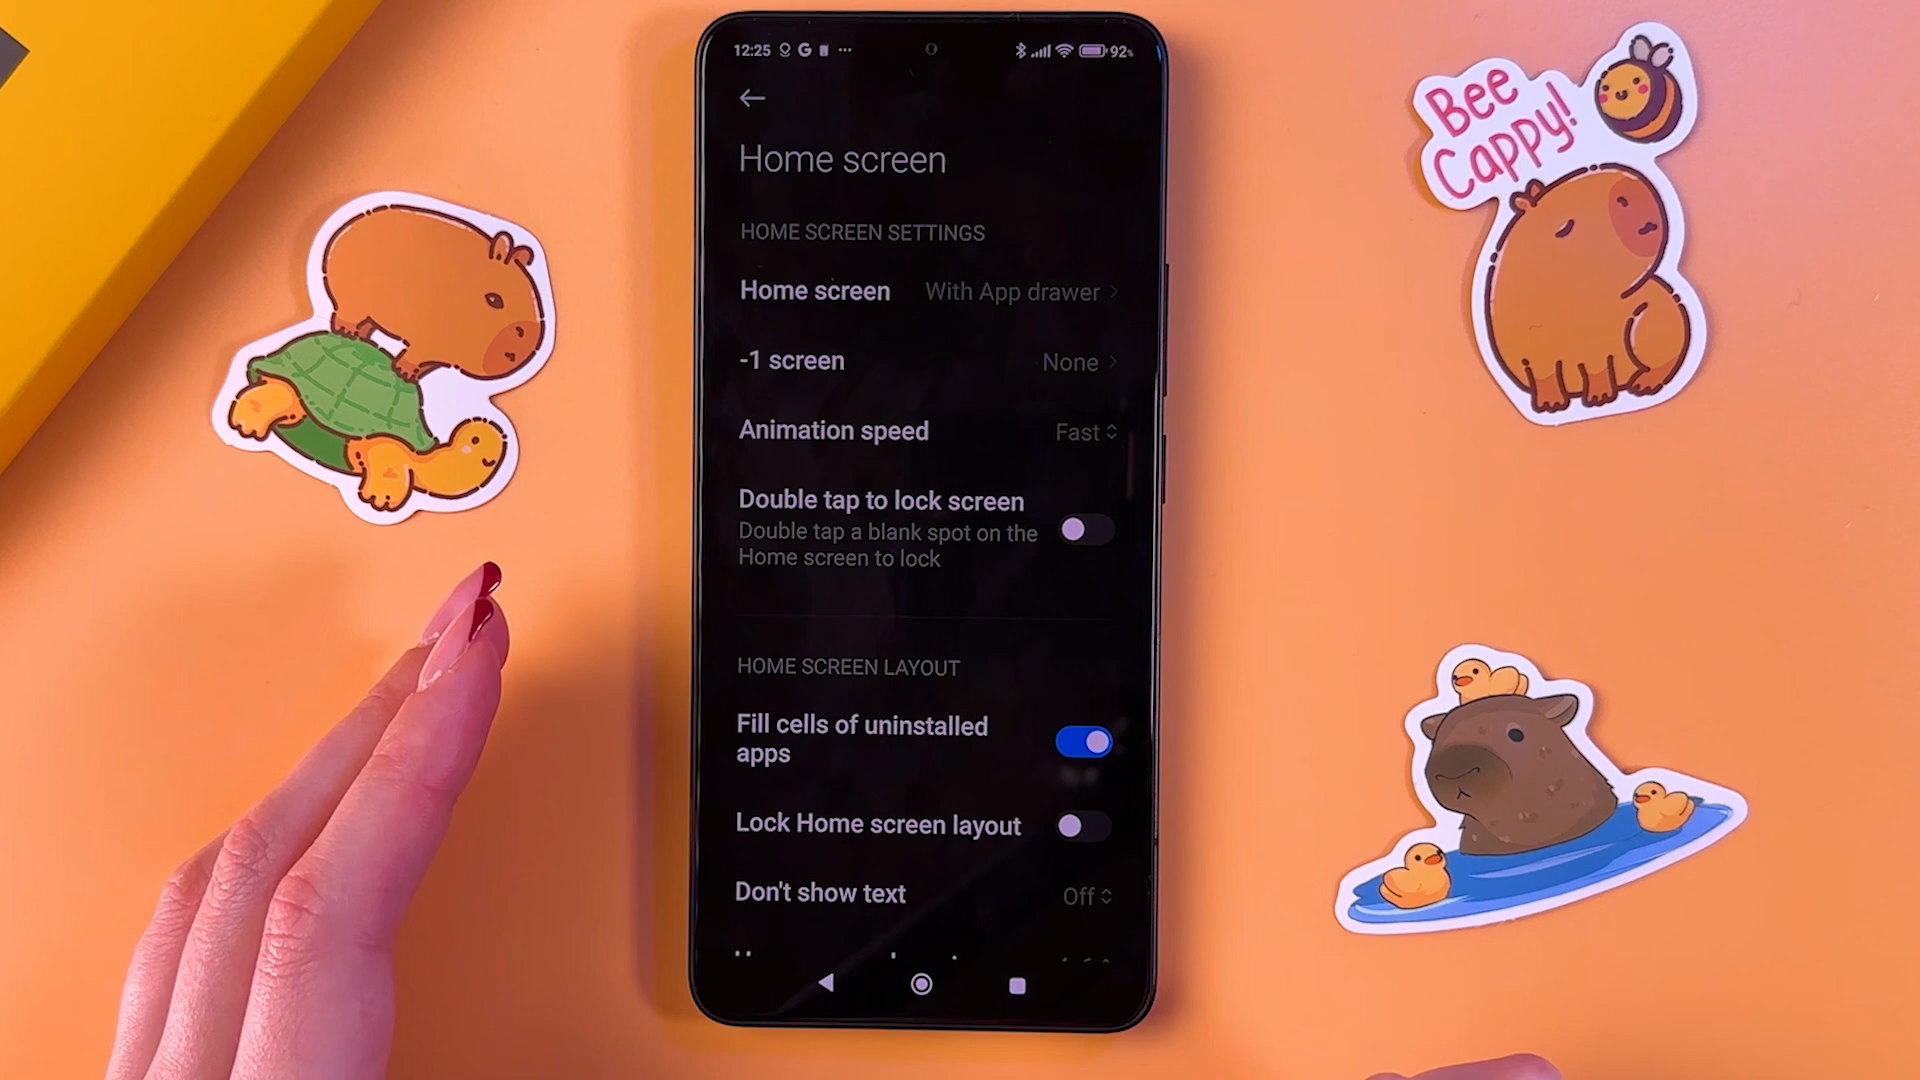 12:25 G ... 92%
Home screen
HOME SCREEN SETTINGS
Home screen With App drawer
-1 screen None
Animation speed Fast
Double tap to lock screen
Double tap a blank spot on the
Home screen to lock
HOME SCREEN LAYOUT
Fill cells of uninstalled
apps
Lock Home screen layout
Don't show text Off
Bee
Cappy!